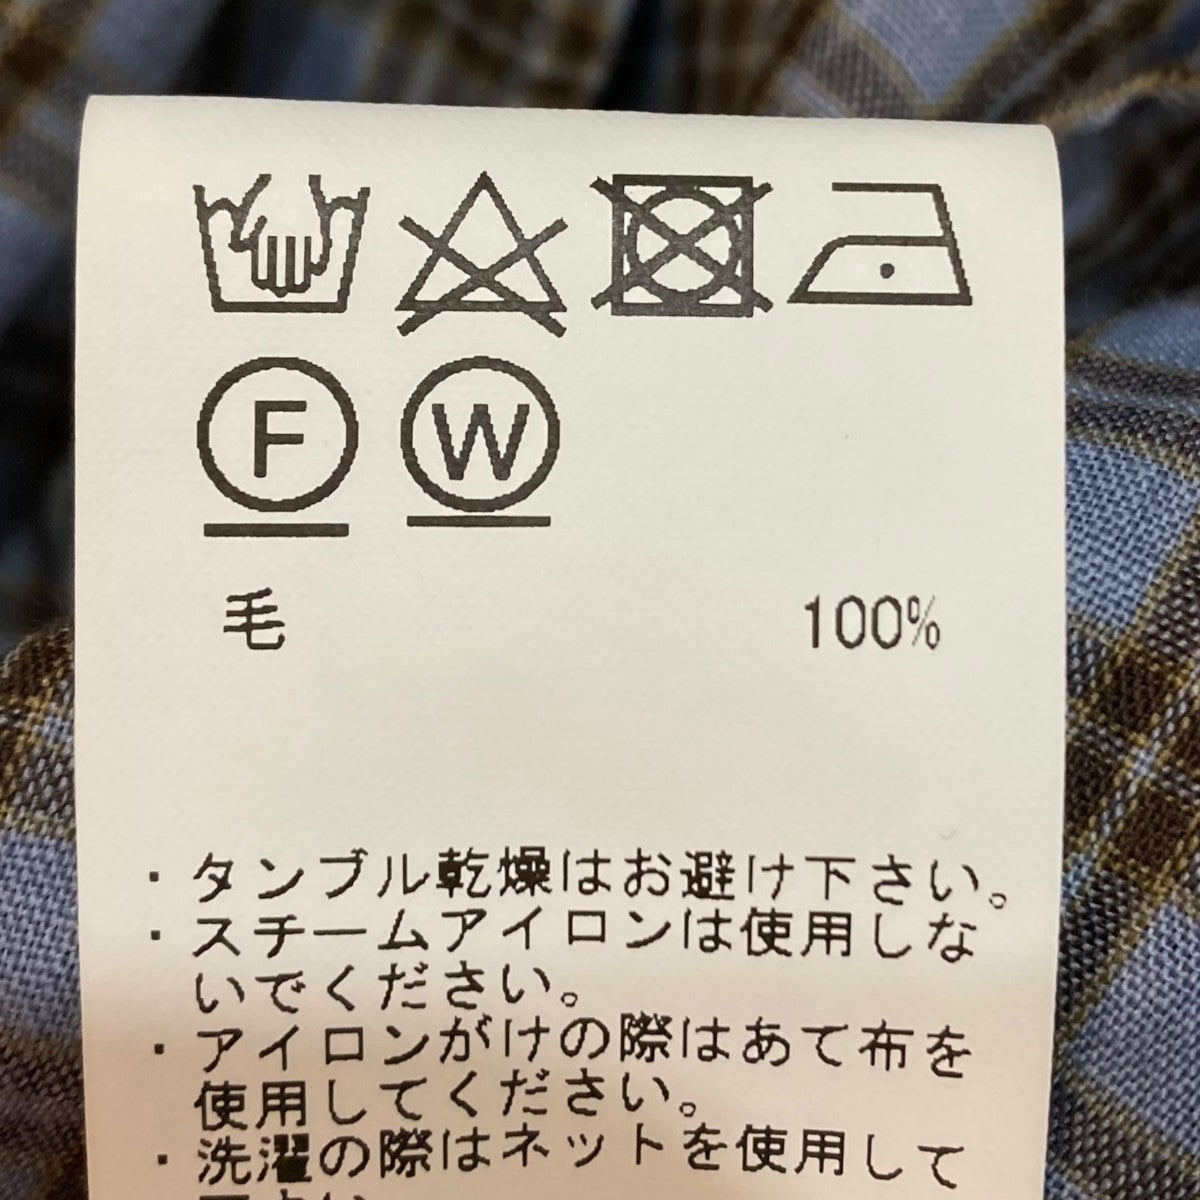 F W
毛 100%
・タンブル乾燥はお避け下さい。
・スチームアイロンは使用しな
いでください。
・アイロンがけの際はあて布を
使用してください。
・洗濯の際はネットを使用して